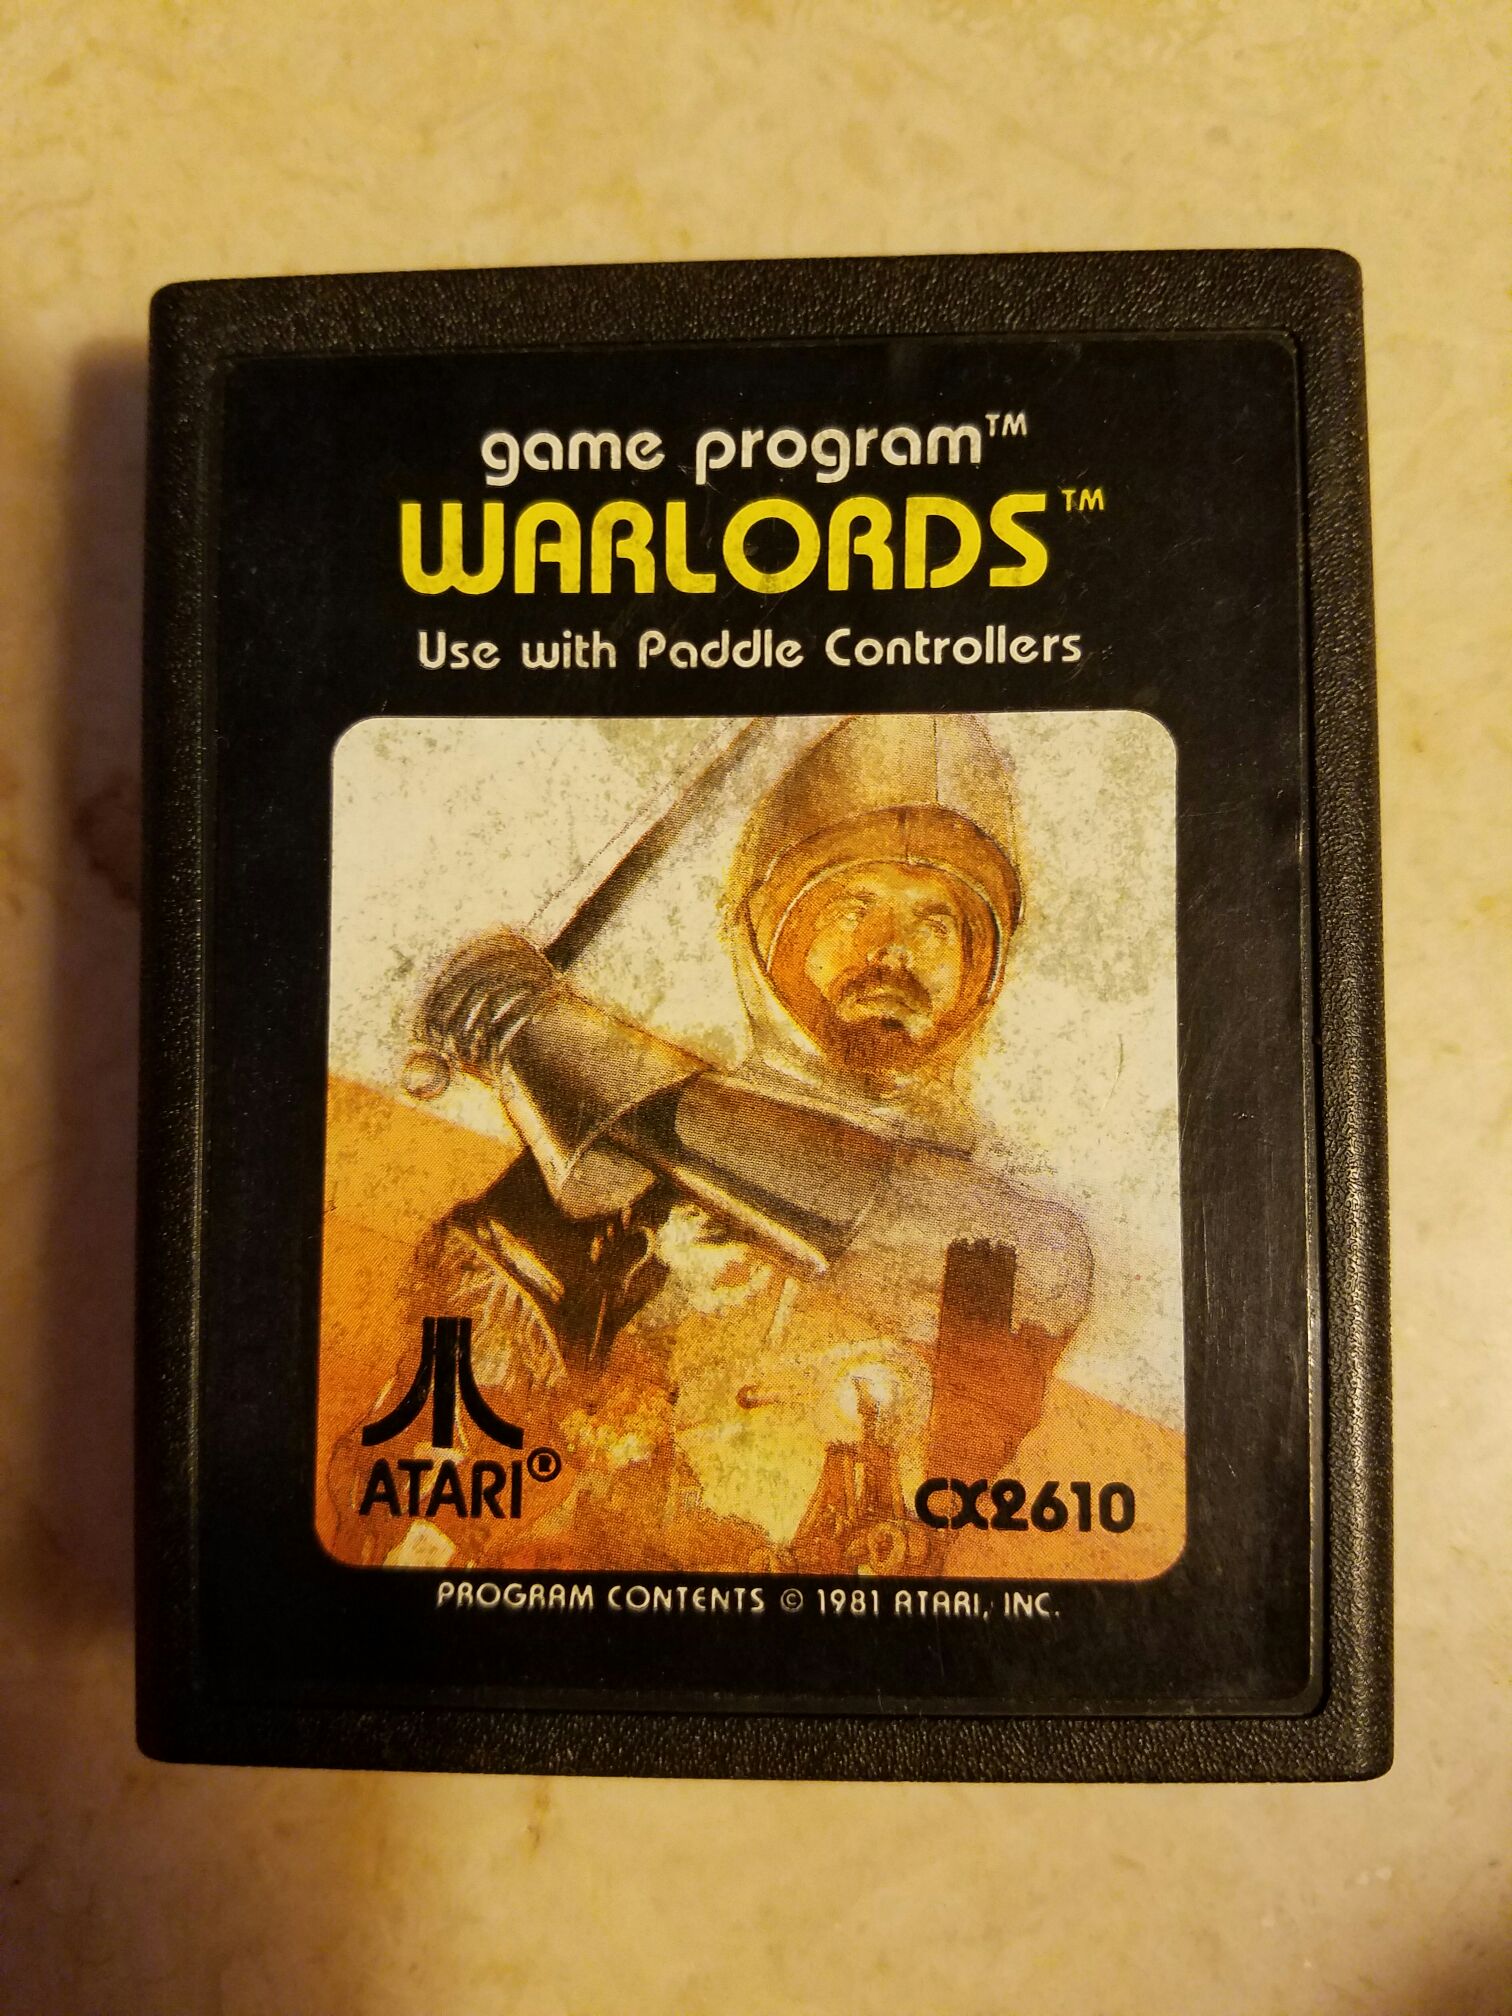 game program™
WARLORDS™
Use with Paddle Controllers
ATARI®
CX2610
PROGRAM CONTENTS © 1981 ATARI, INC.